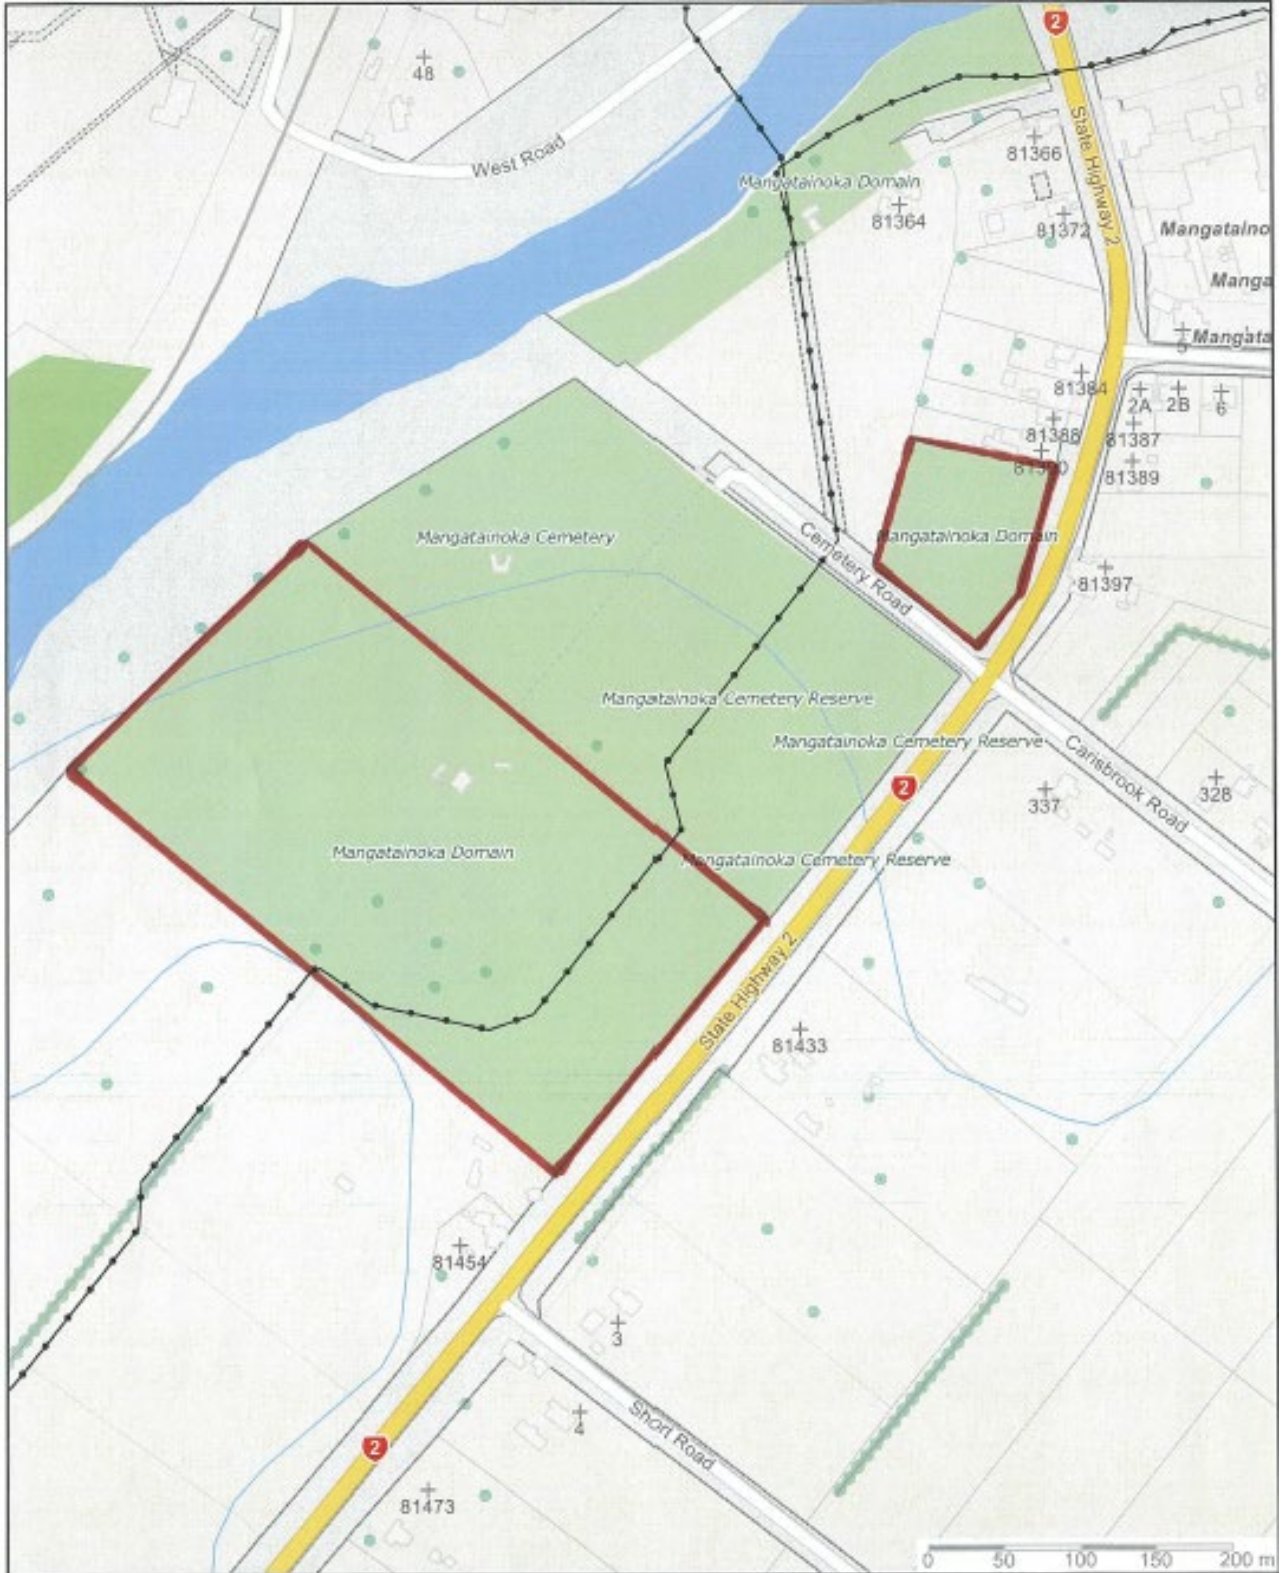 2
48
State Highway 2
West Road
81366
Mangatainoka Domain
81364
81372
Mangataino
Manga
5
Mangata
81384
2A
2B
6
81388
81387
81389
Mangatainoka Cemetery
Cemetery Road
Mangatainoka Domain
81397
Mangatainoka Cemetery Reserve
Mangatainoka Cemetery Reserve
Carisbrook Road
2
337
328
Mangatainoka Domain
Mangatainoka Cemetery Reserve
State Highway 2
81433
81454
3
4
Short Road
2
81473
0 50 100 150 200 m